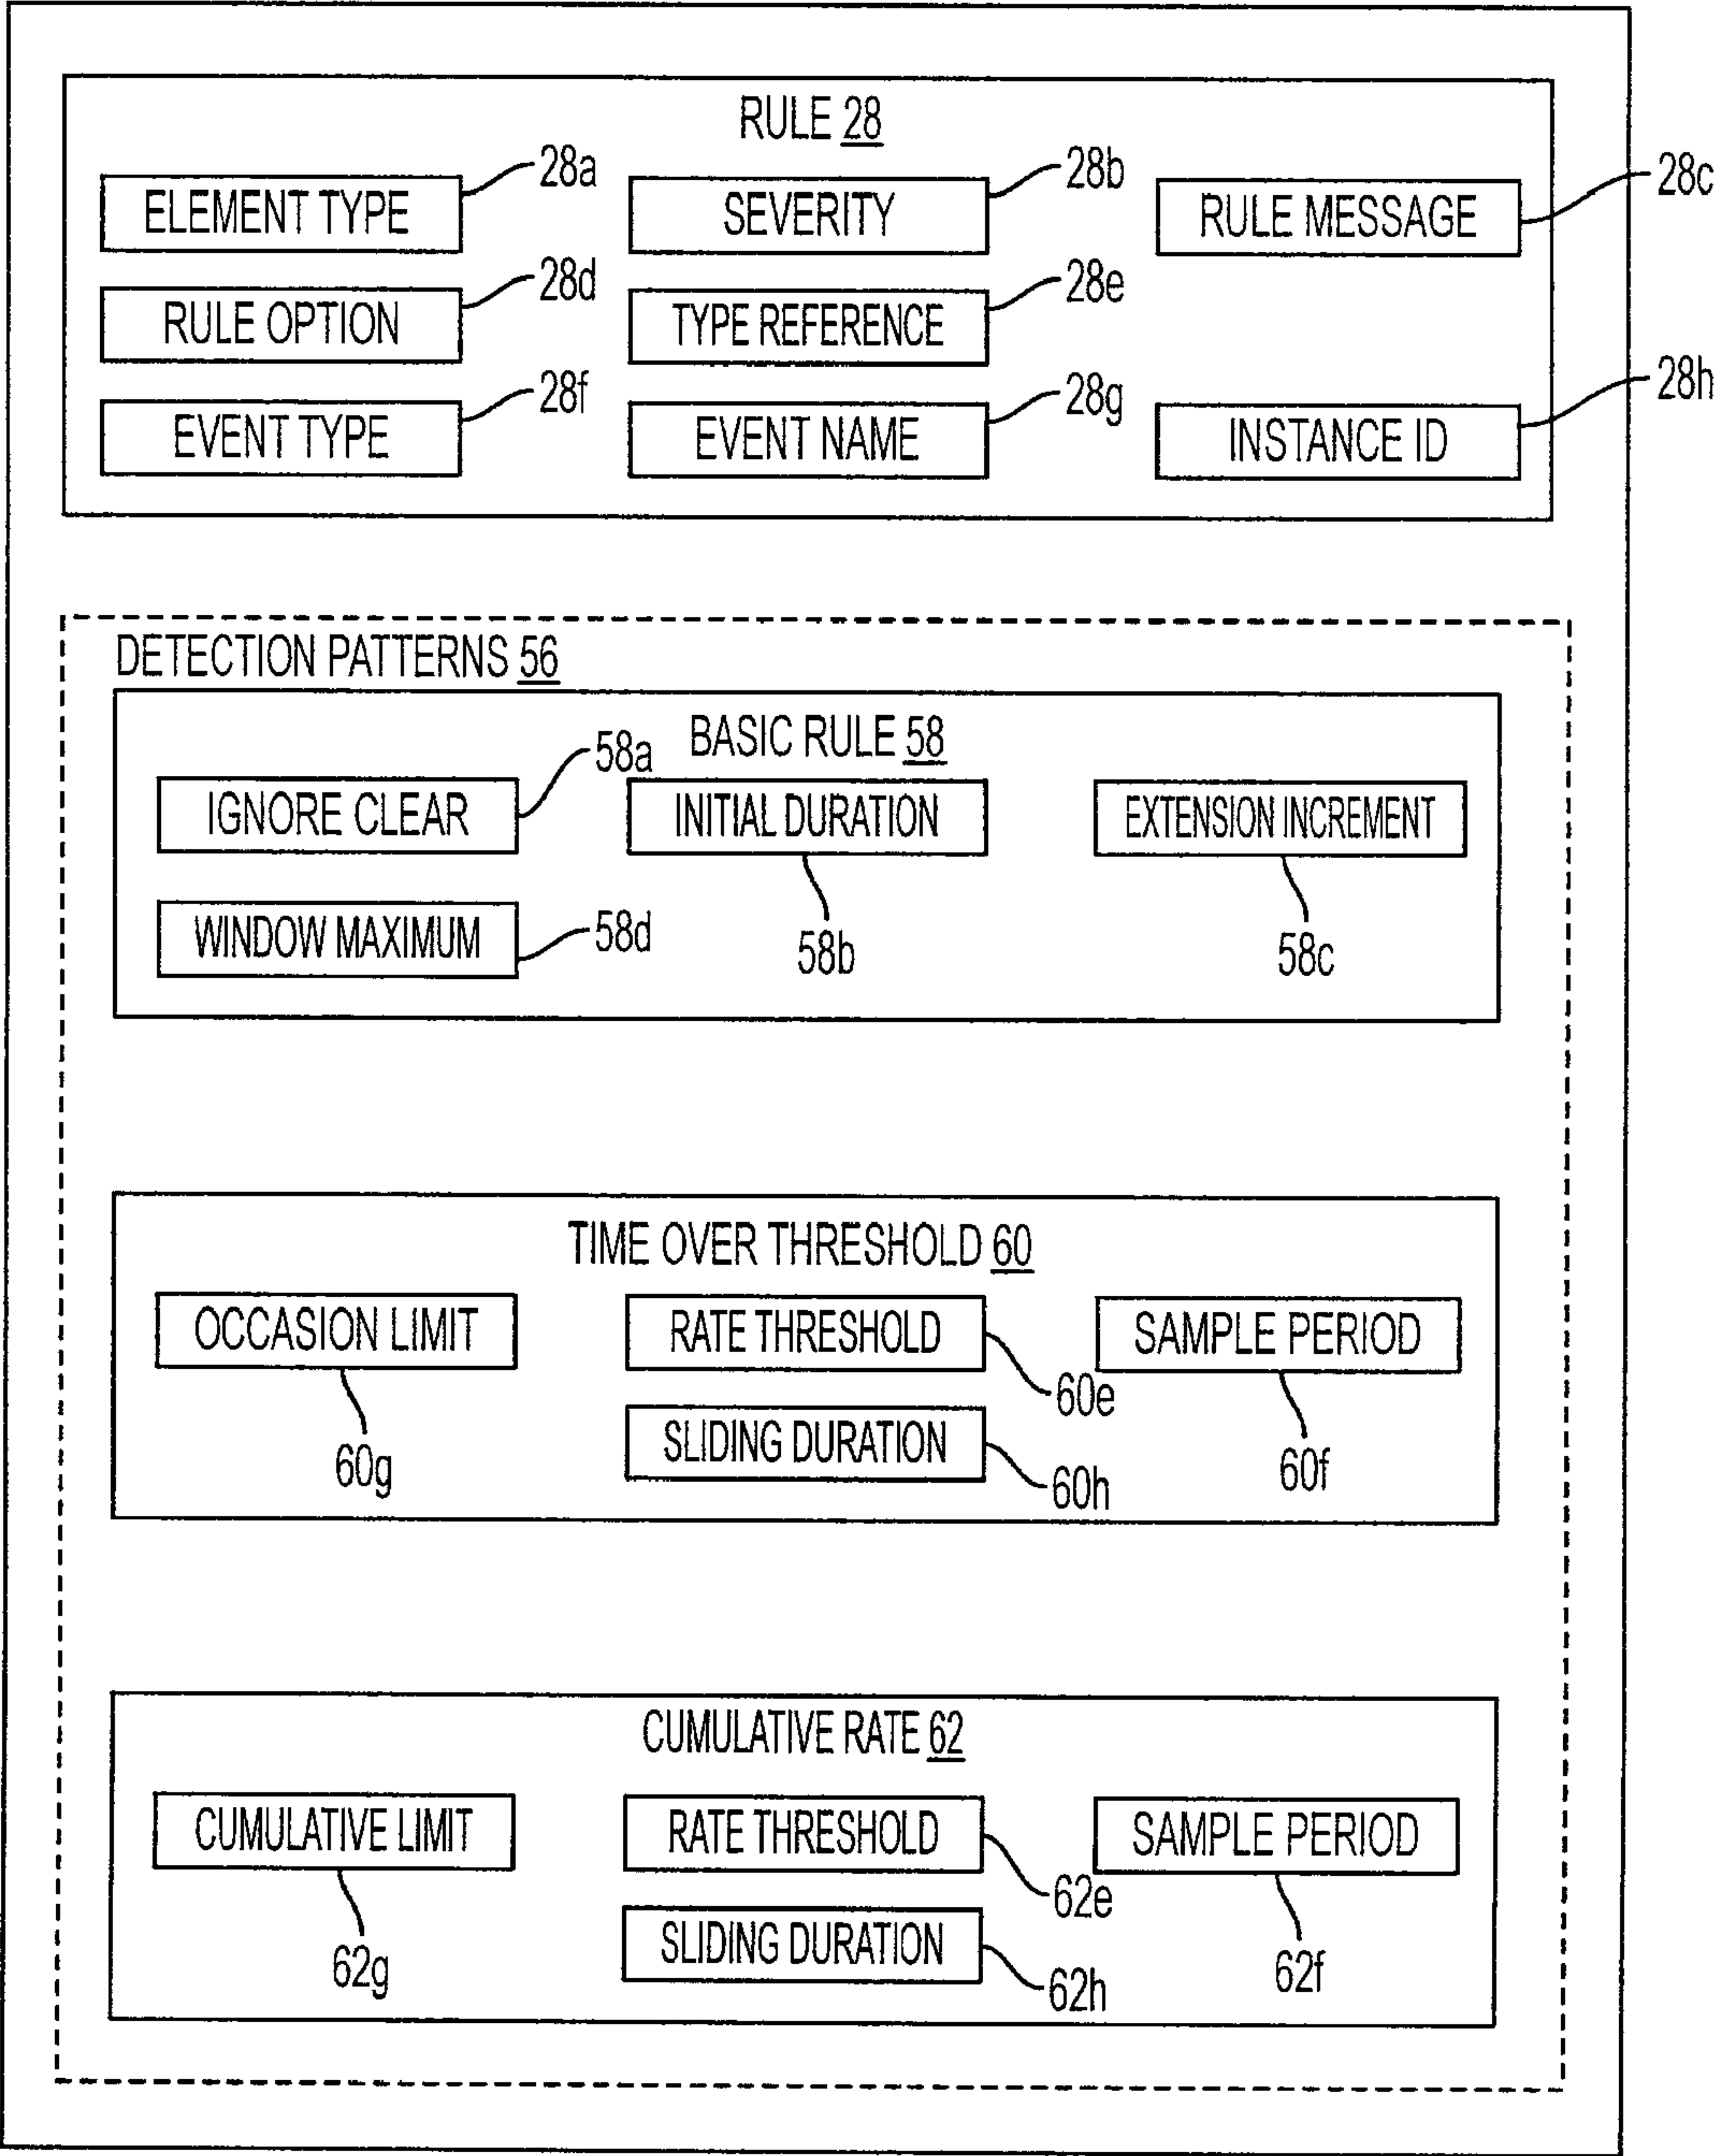 RULE 28
28a
28b
28c
ELEMENT TYPE
SEVERITY
RULE MESSAGE
28d
28e
RULE OPTION
TYPE REFERENCE
28f
28g
28h
EVENT TYPE
EVENT NAME
INSTANCE ID
DETECTION PATTERNS 56
BASIC RULE 58
58a
IGNORE CLEAR
INITIAL DURATION
EXTENSION INCREMENT
WINDOW MAXIMUM
58d
58b
58c
TIME OVER THRESHOLD 60
OCCASION LIMIT
RATE THRESHOLD
SAMPLE PERIOD
60e
SLIDING DURATION
60g
60h
60f
CUMULATIVE RATE 62
CUMULATIVE LIMIT
RATE THRESHOLD
SAMPLE PERIOD
62e
SLIDING DURATION
62g
62h
62f